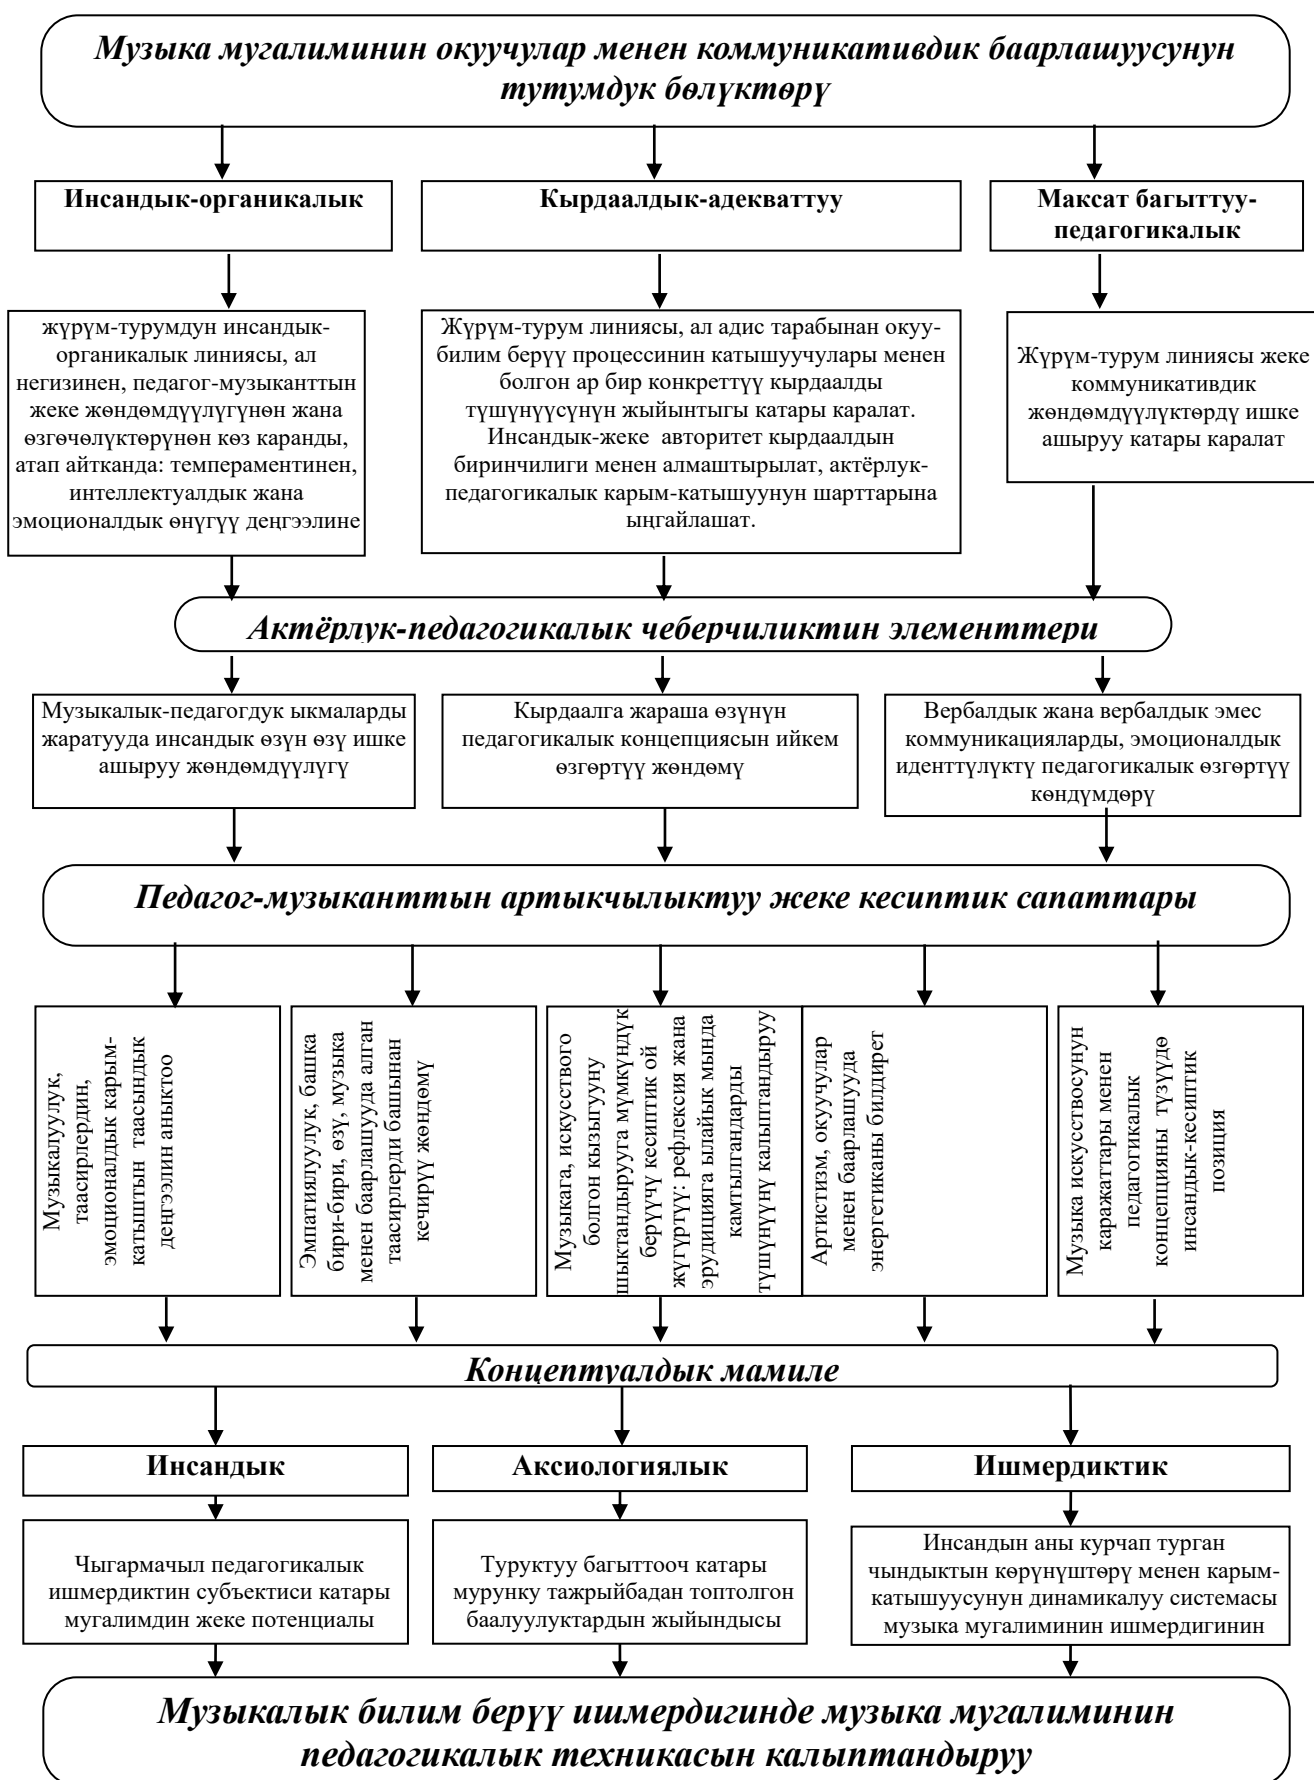 Музыка мугалиминин окуучулар менен коммуникативдик баарлашуусунун
тутумдук бөлүктөрү
Инсандык-органикалык
Кырдаалдык-адекваттуу
Максат багыттуу-
педагогикалык
жүрүм-турумдун инсандык-
органикалык линиясы, ал
негизинен, педагог-музыканттын
жеке жөндөмдүүлүгүнөн жана
өзгөчөлүктөрүнөн көз каранды,
атап айтканда: темпераментинен,
интеллектуалдык жана
эмоционалдык өнүгүү деңгээлине
Жүрүм-турум линиясы, ал адис тарабынан окуу-
билим берүү процессинин катышуучулары менен
болгон ар бир конкреттүү кырдаалды
түшүнүүсүнүн жыйынтыгы катары каралат.
Инсандык-жеке авторитет кырдаалдын
биринчилиги менен алмаштырылат, актёрлук-
педагогикалык карым-катышуунун шарттарына
ыңгайлашат.
Жүрүм-турум линиясы жеке
коммуникативдик
жөндөмдүүлүктөрдү ишке
ашыруу катары каралат
Актёрлук-педагогикалык чеберчиликтин элементтери
Музыкалык-педагогдук ыкмаларды
жаратууда инсандык өзүн өзү ишке
ашыруу жөндөмдүүлүгү
Кырдаалга жараша өзүнүн
педагогикалык концепциясын ийкем
өзгөртүү жөндөмү
Вербалдык жана вербалдык эмес
коммуникацияларды, эмоционалдык
иденттүлүктү педагогикалык өзгөртүү
көндүмдөрү
Педагог-музыканттын артыкчылыктуу жеке кесиптик сапаттары
Музыкалуулук,
таасирлердин,
эмоционалдык карым-
катыштын таасындык
деңгээлин аныктоо
Эмпатиялуулук, башка
бири-бири, өзү, музыка
менен баарлашууда алган
таасирлерди башынан
кечирүү жөндөмү
Музыкага, искусствого
болгон кызыгууну
шыктандырууга мүмкүндүк
берүүчү кесиптик ой
жүгүртүү: рефлексия жана
эрудицияга ылайык мында
камтылгандарды
түшүнүүнү калыптандыруу
Артистизм, окуучулар
менен баарлашууда
энергетиканы билдирет
Музыка искусствосунун
каражаттары менен
педагогикалык
концепцияны түзүүдө
инсандык-кесиптик
позиция
Концептуалдык мамиле
Инсандык
Аксиологиялык
Ишмердиктик
Чыгармачыл педагогикалык
ишмердиктин субъектиси катары
мугалимдин жеке потенциалы
Туруктуу багыттооч катары
мурунку тажрыйбадан топтолгон
баалуулуктардын жыйындысы
Инсандын аны курчап турган
чындыктын көрүнүштөрү менен карым-
катышуусунун динамикалуу системасы
музыка мугалиминин ишмердигинин
Музыкалык билим берүү ишмердигинде музыка мугалиминин
педагогикалык техникасын калыптандыруу